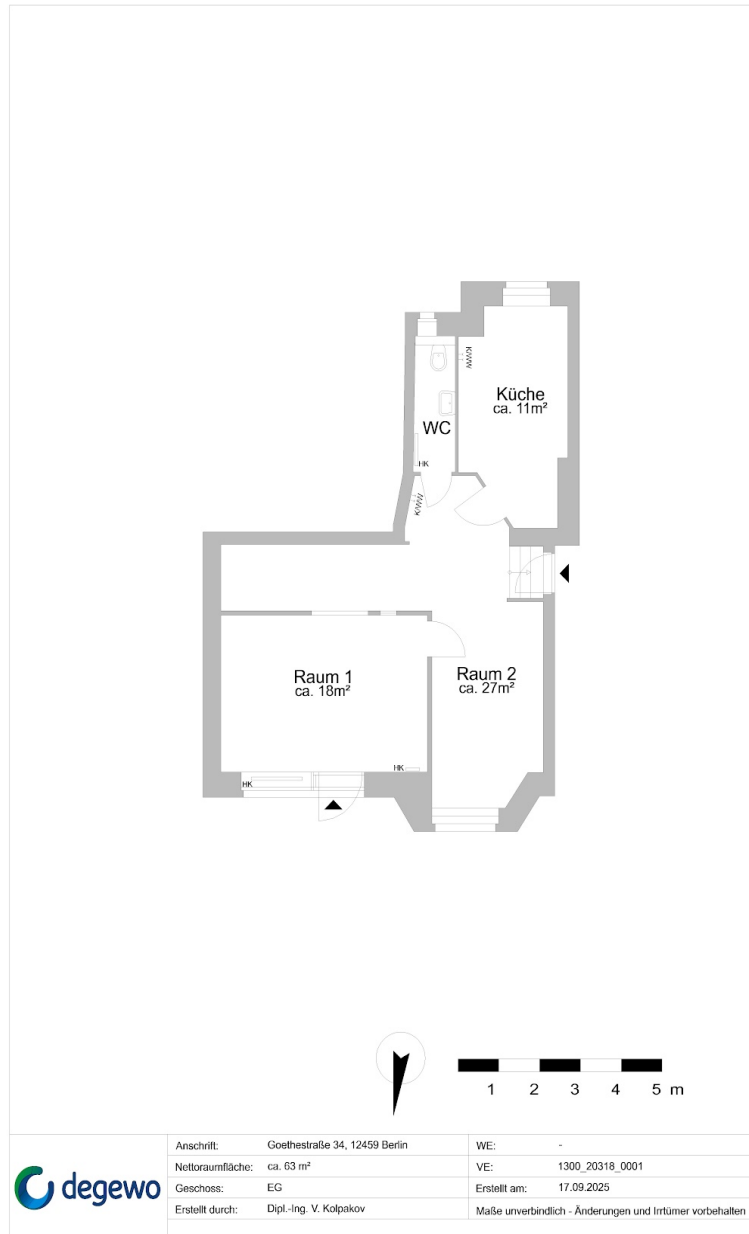 Küche
ca. 11m²
K/WW
WC
HK
K/WW
Raum 1
ca. 18m²
Raum 2
ca. 27m²
HK
HK
1 2 3 4 5 m
degewo
Anschrift: Goethestraße 34, 12459 Berlin
WE: -
Nettoraumfläche: ca. 63 m²
VE: 1300_20318_0001
Geschoss: EG
Erstellt am: 17.09.2025
Erstellt durch: Dipl.-Ing. V. Kolpakov
Maße unverbindlich - Änderungen und Irrtümer vorbehalten